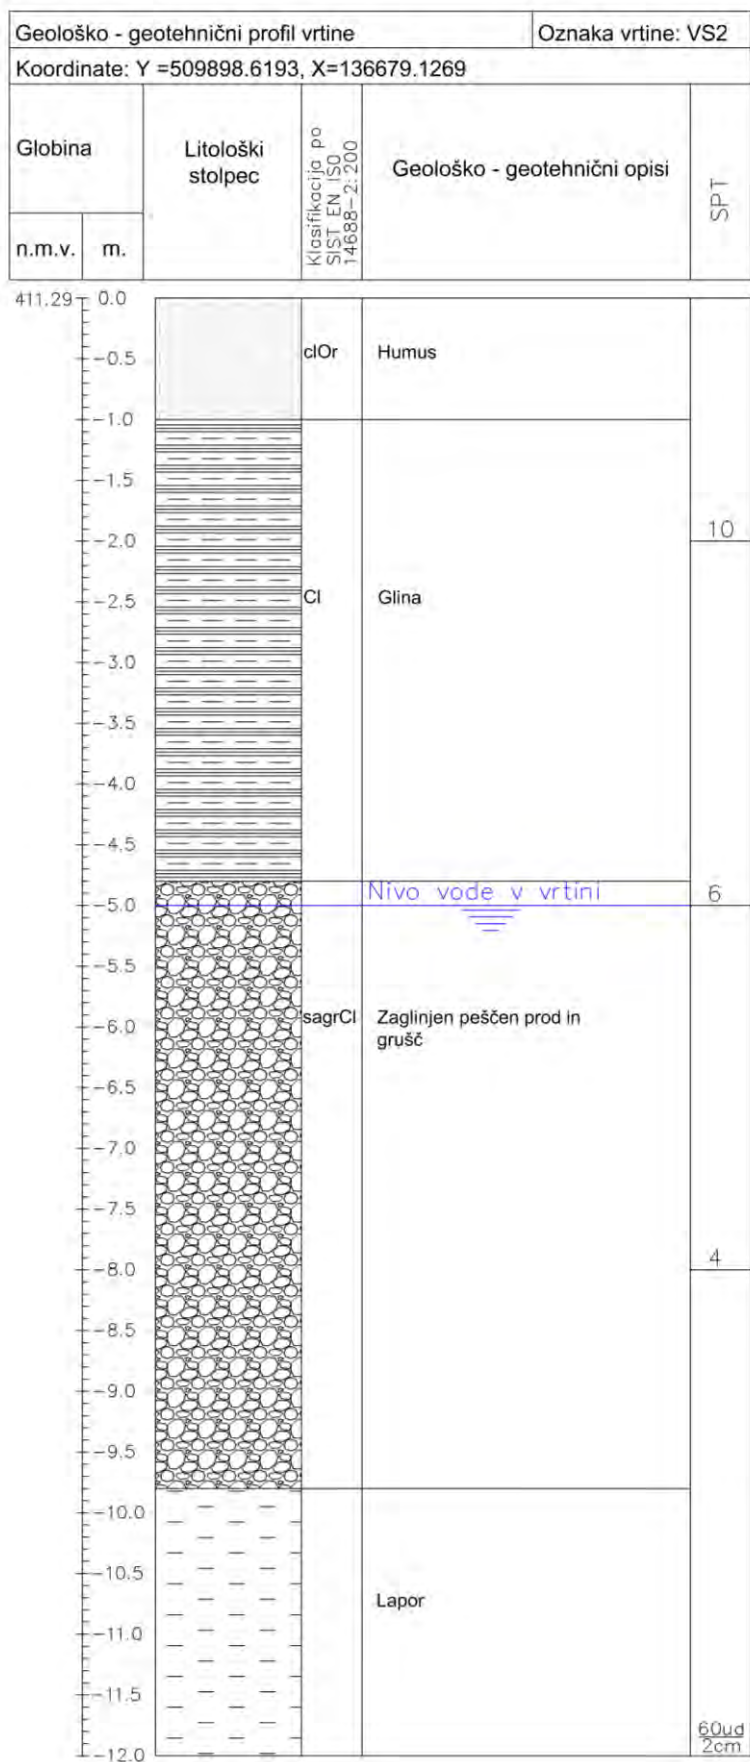 Geološko - geotehnični profil vrtine
Oznaka vrtine: VS2
Koordinate: Y =509898.6193, X=136679.1269
Globina
n.m.v.
m.
Litološki
stolpec
Klasifikacija po
SIST EN ISO
14688-2:200
Geološko - geotehnični opisi
SPT
411.29
0.0
-0.5
clOr
Humus
-1.0
-1.5
10
-2.0
-2.5
Cl
Glina
-3.0
-3.5
-4.0
-4.5
Nivo vode v vrtini
6
-5.0
-5.5
-6.0
sagrCl
Zaglinjen peščen prod in
grušč
-6.5
-7.0
-7.5
4
-8.0
-8.5
-9.0
-9.5
-10.0
-10.5
Lapor
-11.0
-11.5
60ud
2cm
-12.0